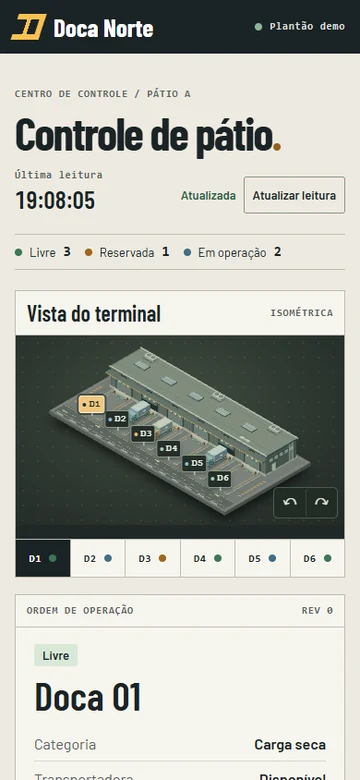 Doca Norte
Plantão demo
CENTRO DE CONTROLE / PÁTIO A
Controle de pátio.
Última leitura
19:08:05
Atualizada
Atualizar leitura
Livre 3
Reservada 1
Em operação 2
Vista do terminal
ISOMÉTRICA
D1
D2
D3
D4
D5
D6
D1
D2
D3
D4
D5
D6
ORDEM DE OPERAÇÃO
REV 0
Livre
Doca 01
Categoria
Carga seca
Transportadora
Disponível